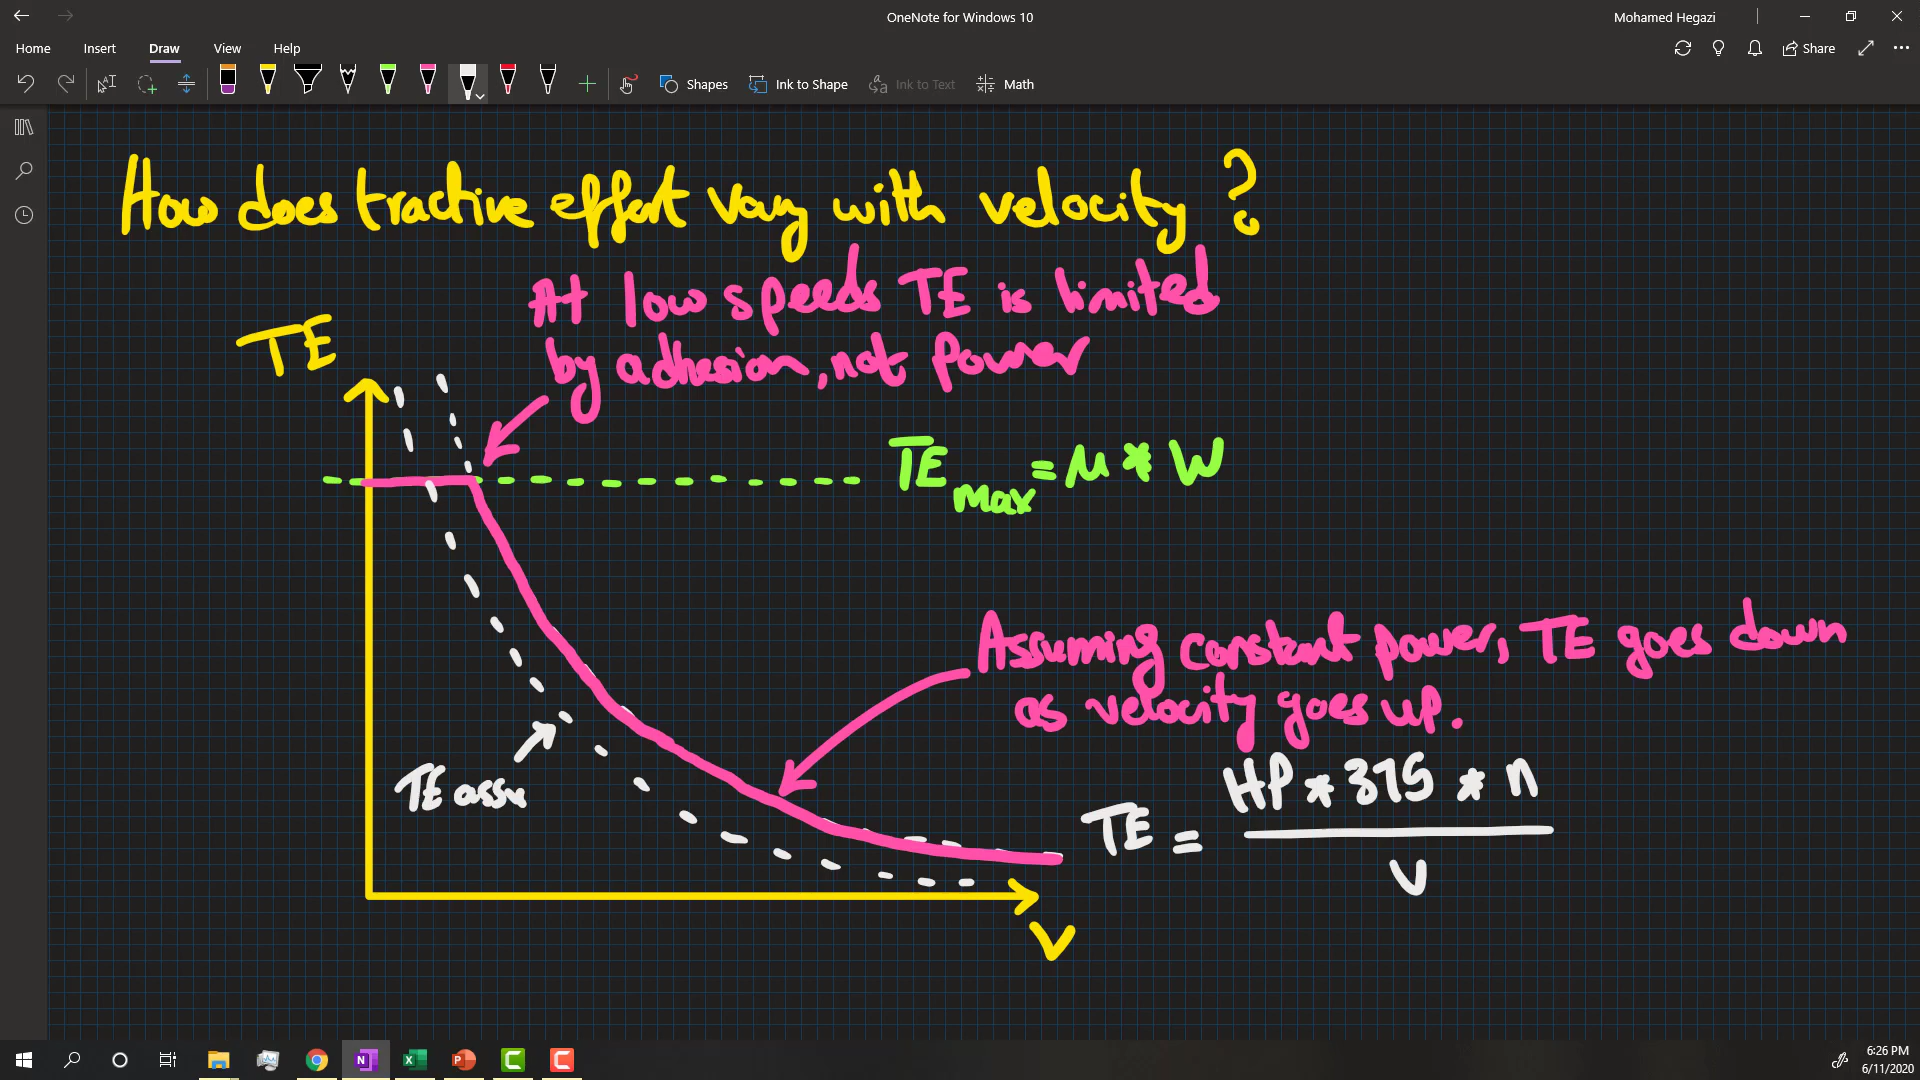 OneNote for Windows 10
Mohamed Hegazi
Home Insert Draw View Help
Share
Shapes Ink to Shape Ink to Text Math
How does tractive effort vary with velocity?
At low speeds TE is limited
by adhesion, not power
TE
TE max = μ * W
Assuming constant power, TE goes down
as velocity goes up.
TE assu
TE = HP * 375 * n
V
V
6:26 PM
6/11/2020